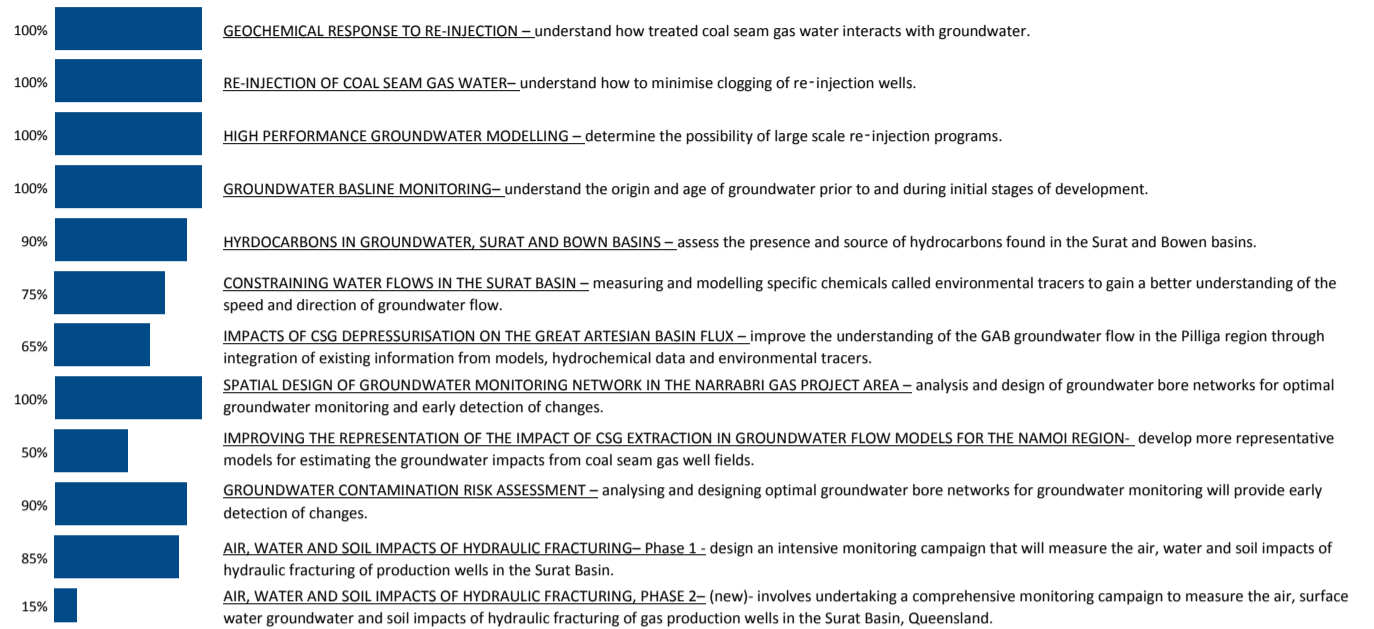 100% GEOCHEMICAL RESPONSE TO RE-INJECTION – understand how treated coal seam gas water interacts with groundwater.
100% RE-INJECTION OF COAL SEAM GAS WATER– understand how to minimise clogging of re-injection wells.
100% HIGH PERFORMANCE GROUNDWATER MODELLING – determine the possibility of large scale re-injection programs.
100% GROUNDWATER BASLINE MONITORING– understand the origin and age of groundwater prior to and during initial stages of development.
90% HYRDOCARBONS IN GROUNDWATER, SURAT AND BOWN BASINS – assess the presence and source of hydrocarbons found in the Surat and Bowen basins.
75% CONSTRAINING WATER FLOWS IN THE SURAT BASIN – measuring and modelling specific chemicals called environmental tracers to gain a better understanding of the
speed and direction of groundwater flow.
65% IMPACTS OF CSG DEPRESSURISATION ON THE GREAT ARTESIAN BASIN FLUX – improve the understanding of the GAB groundwater flow in the Pilliga region through
integration of existing information from models, hydrochemical data and environmental tracers.
100% SPATIAL DESIGN OF GROUNDWATER MONITORING NETWORK IN THE NARRABRI GAS PROJECT AREA – analysis and design of groundwater bore networks for optimal
groundwater monitoring and early detection of changes.
50% IMPROVING THE REPRESENTATION OF THE IMPACT OF CSG EXTRACTION IN GROUNDWATER FLOW MODELS FOR THE NAMOI REGION- develop more representative
models for estimating the groundwater impacts from coal seam gas well fields.
90% GROUNDWATER CONTAMINATION RISK ASSESSMENT – analysing and designing optimal groundwater bore networks for groundwater monitoring will provide early
detection of changes.
85% AIR, WATER AND SOIL IMPACTS OF HYDRAULIC FRACTURING– Phase 1 - design an intensive monitoring campaign that will measure the air, water and soil impacts of
hydraulic fracturing of production wells in the Surat Basin.
15% AIR, WATER AND SOIL IMPACTS OF HYDRAULIC FRACTURING, PHASE 2– (new)- involves undertaking a comprehensive monitoring campaign to measure the air, surface
water groundwater and soil impacts of hydraulic fracturing of gas production wells in the Surat Basin, Queensland.